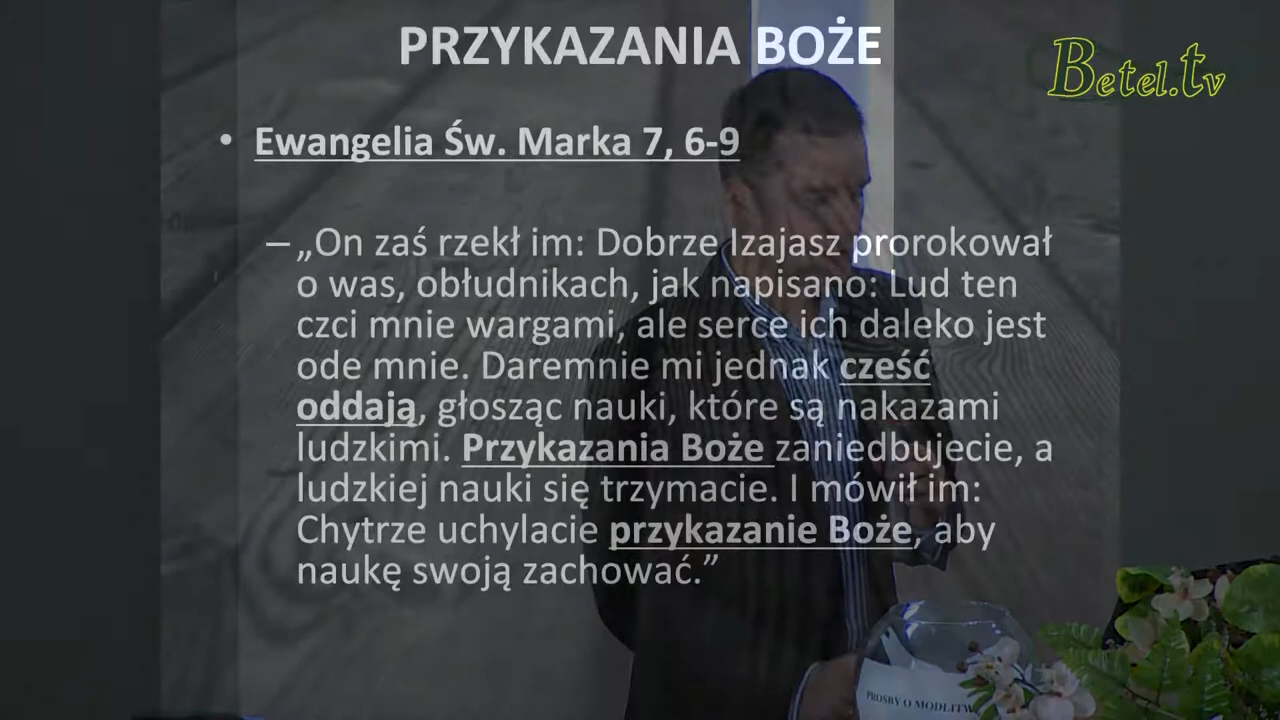 PRZYKAZANIA BOŻE
Betel.tv
• Ewangelia Św. Marka 7, 6-9
– „On zaś rzekł im: Dobrze Izajasz prorokował
o was, obłudnikach, jak napisano: Lud ten
czci mnie wargami, ale serce ich daleko jest
ode mnie. Daremnie mi jednak cześć
oddają, głosząc nauki, które są nakazami
ludzkimi. Przykazania Boże zaniedbujecie, a
ludzkiej nauki się trzymacie. I mówił im:
Chytrze uchylacie przykazanie Boże, aby
naukę swoją zachować.”
PROŚBY O MODLITW